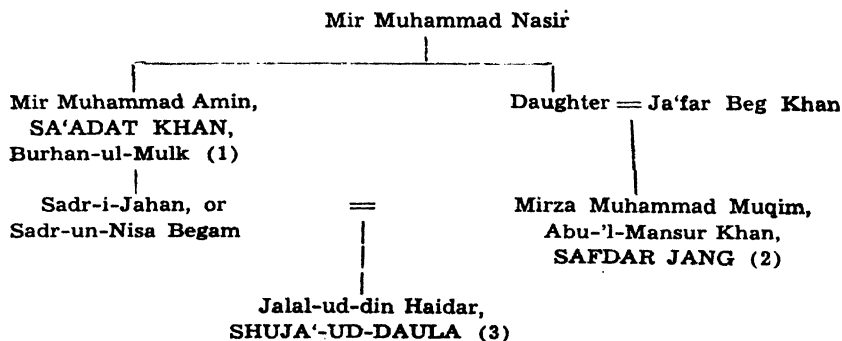 Mir Muhammad Nasir
Mir Muhammad Amin,
SA‘ADAT KHAN,
Burhan-ul-Mulk (1)
Daughter = Ja‘far Beg Khan
Sadr-i-Jahan, or
Sadr-un-Nisa Begam
=
Mirza Muhammad Muqim,
Abu-’l-Mansur Khan,
SAFDAR JANG (2)
Jalal-ud-din Haidar,
SHUJA‘-UD-DAULA (3)